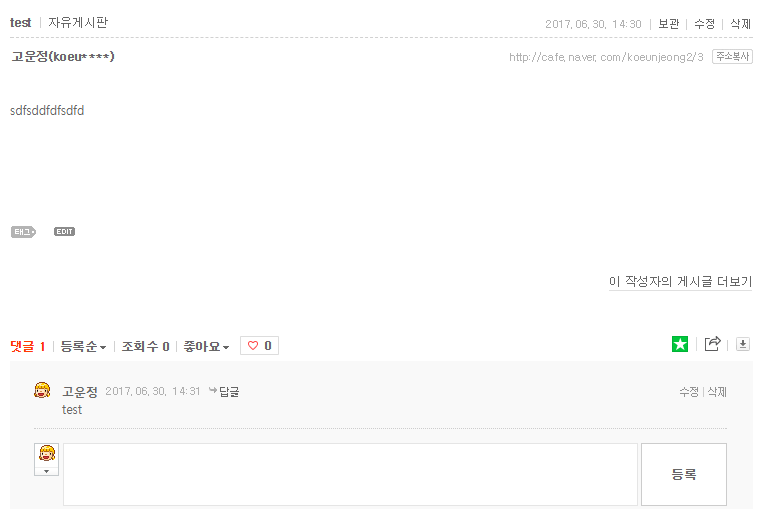 test 자유게시판 2017.06.30. 14:30 보관 수정 삭제
고운정(koeu****) http://cafe.naver.com/koeunjeong2/3 주소복사
sdfsddfdfsdfd
태그 EDIT
이 작성자의 게시글 더보기
댓글 1 등록순 조회수 0 좋아요 0
고운정 2017.06.30. 14:31 답글 수정 삭제
test
등록